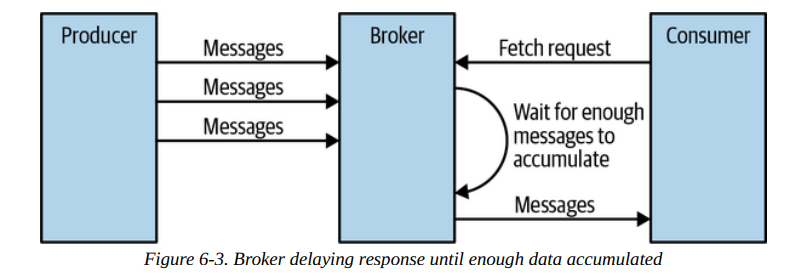 Producer
Broker
Consumer
Messages
Fetch request
Messages
Messages
Wait for enough
messages to
accumulate
Messages
Figure 6-3. Broker delaying response until enough data accumulated